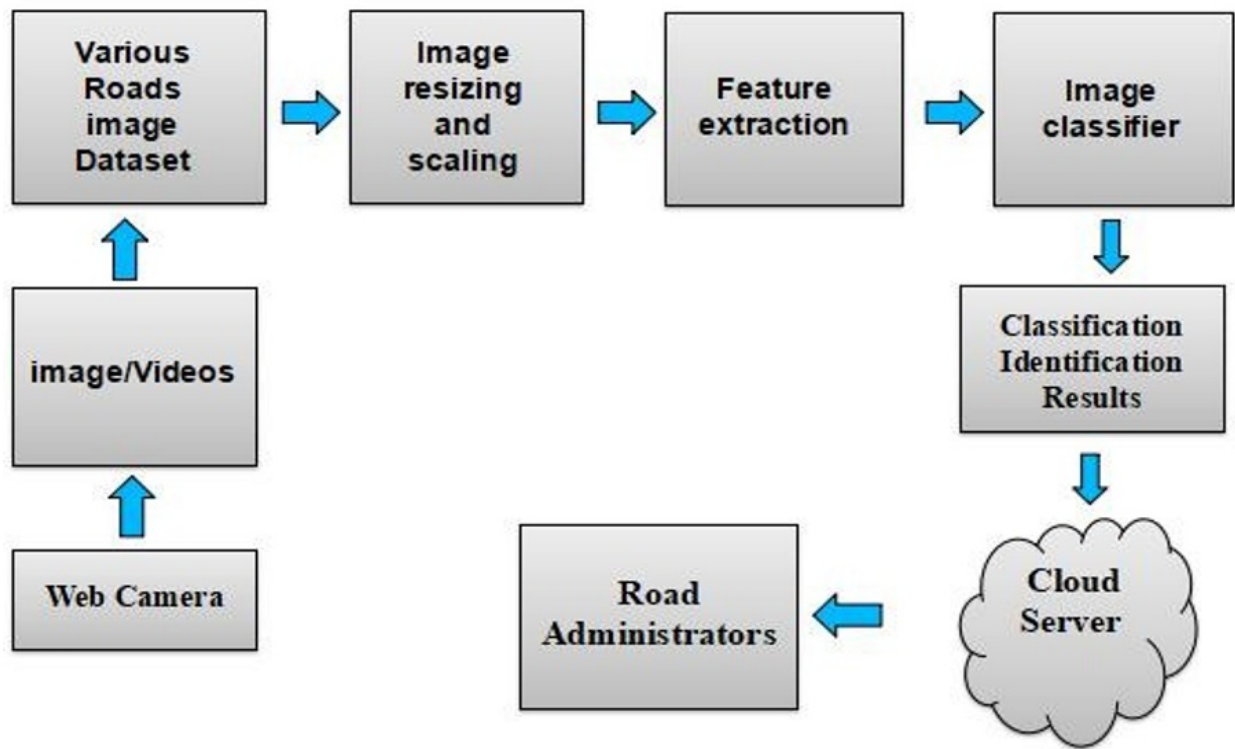 Various
Roads
image
Dataset
Image
resizing
and
scaling
Feature
extraction
Image
classifier
image/Videos
Classification
Identification
Results
Web Camera
Road
Administrators
Cloud
Server